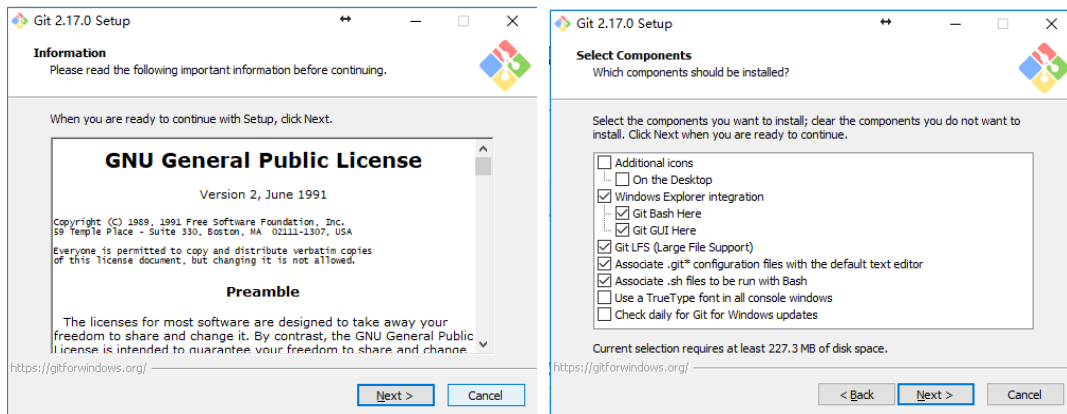 Git 2.17.0 Setup
Information
Please read the following important information before continuing.
When you are ready to continue with Setup, click Next.
GNU General Public License
Version 2, June 1991
Copyright (C) 1989, 1991 Free Software Foundation, Inc.
59 Temple Place - Suite 330, Boston, MA  02111-1307, USA
Everyone is permitted to copy and distribute verbatim copies
of this license document, but changing it is not allowed.
Preamble
The licenses for most software are designed to take away your
freedom to share and change it. By contrast, the GNU General Public
License is intended to guarantee your freedom to share and change
https://gitforwindows.org/
Next >
Cancel
Git 2.17.0 Setup
Select Components
Which components should be installed?
Select the components you want to install; clear the components you do not want to
install. Click Next when you are ready to continue.
Additional icons
On the Desktop
Windows Explorer integration
Git Bash Here
Git GUI Here
Git LFS (Large File Support)
Associate .git* configuration files with the default text editor
Associate .sh files to be run with Bash
Use a TrueType font in all console windows
Check daily for Git for Windows updates
Current selection requires at least 227.3 MB of disk space.
https://gitforwindows.org/
< Back
Next >
Cancel